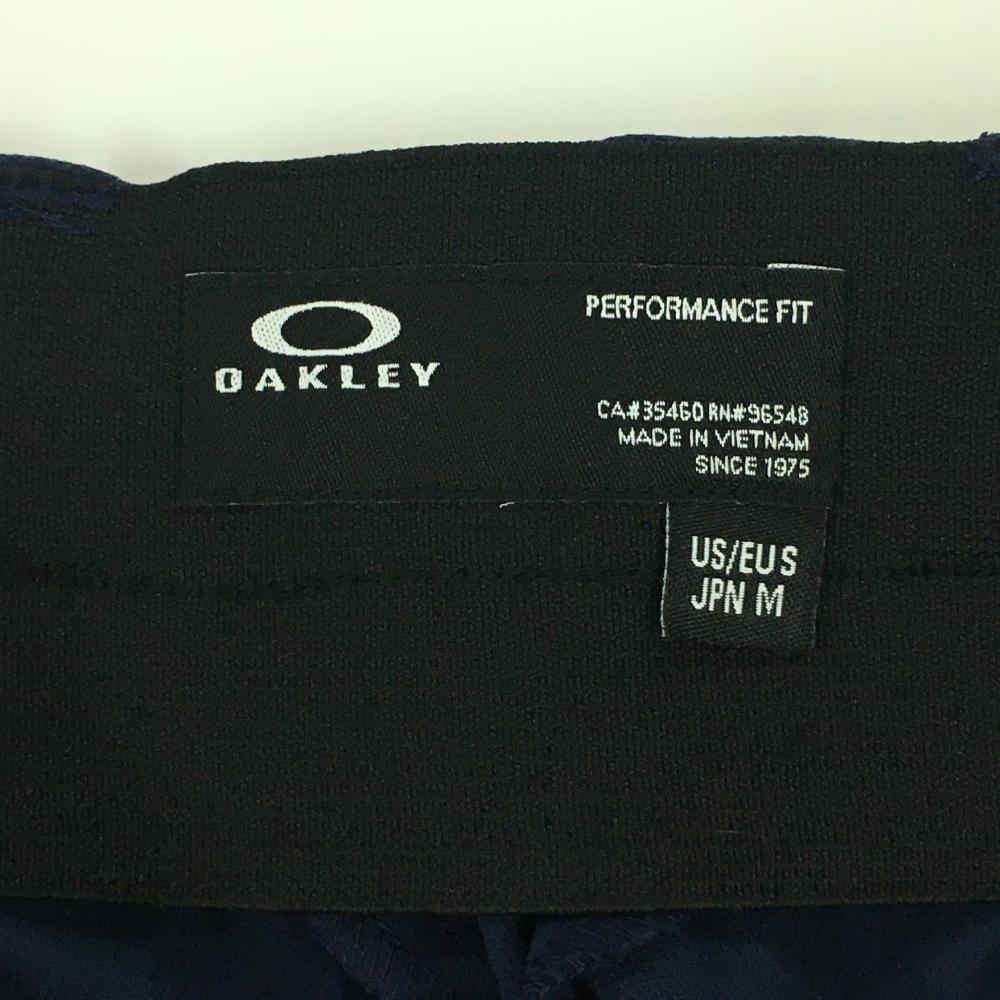 OAKLEY
PERFORMANCE FIT
CA#35460 RN#96548
MADE IN VIETNAM
SINCE 1975
US/EU S
JPN M